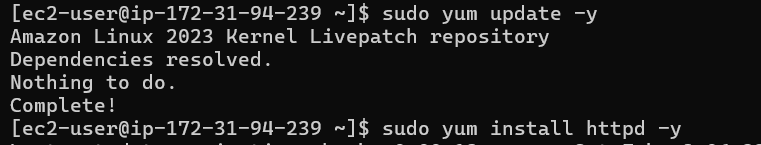 [ec2-user@ip-172-31-94-239 ~]$ sudo yum update -y
Amazon Linux 2023 Kernel Livepatch repository
Dependencies resolved.
Nothing to do.
Complete!
[ec2-user@ip-172-31-94-239 ~]$ sudo yum install httpd -y